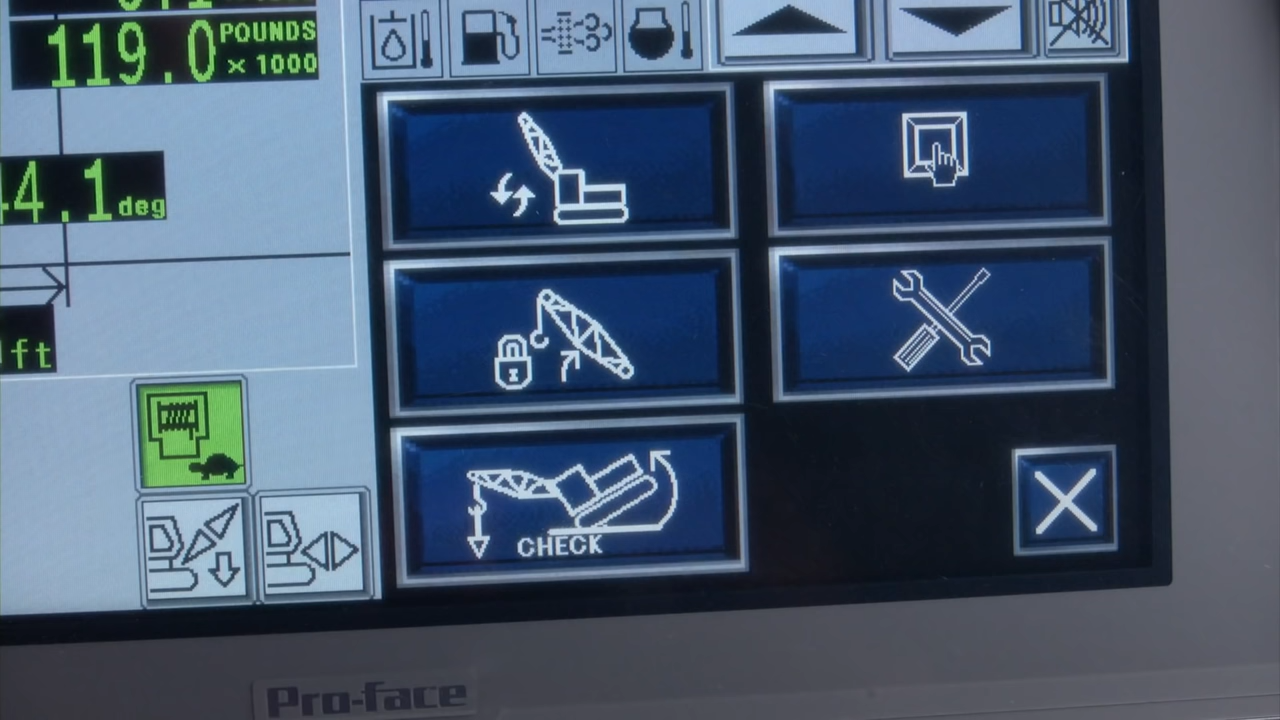 119.0 POUNDS
× 1000
4.1 deg
ft
CHECK
Pro-face